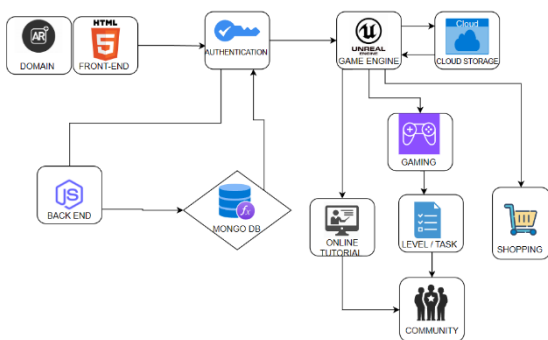 AR
DOMAIN
HTML
5
FRONT-END
AUTHENTICATION
UNREAL
ENGINE
GAME ENGINE
Cloud
CLOUD STORAGE
GAMING
JS
BACK END
fx
MONGO DB
ONLINE
TUTORIAL
LEVEL / TASK
SHOPPING
COMMUNITY